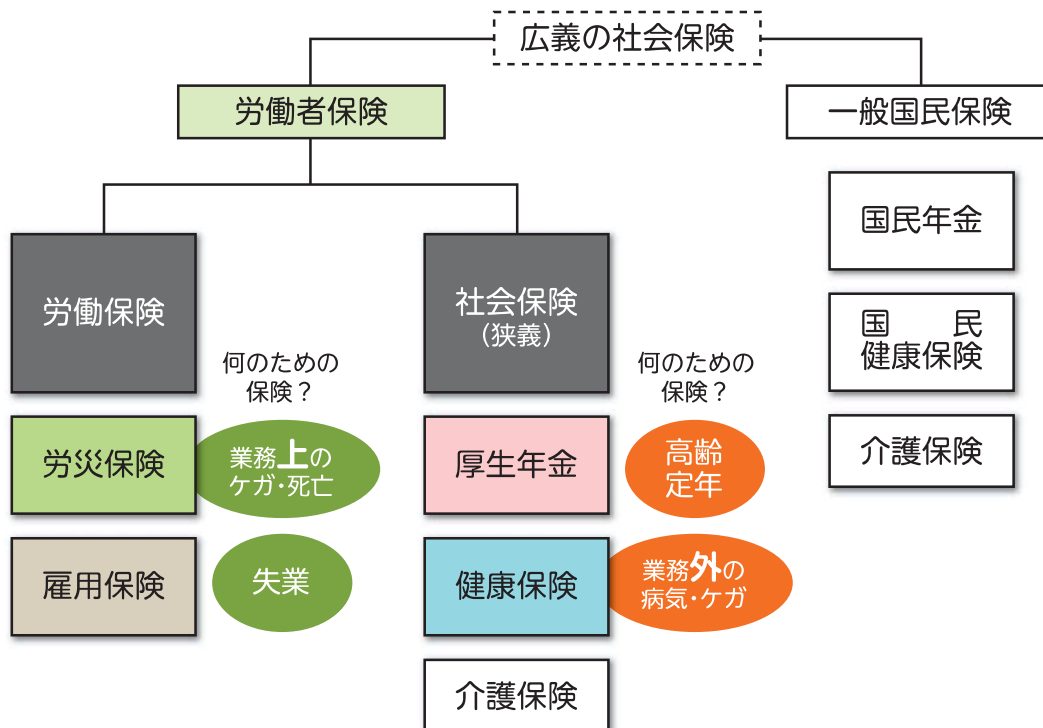 広義の社会保険
労働者保険
一般国民保険
労働保険
何のための
保険？
労災保険
業務上の
ケガ・死亡
雇用保険
失業
社会保険
（狭義）
何のための
保険？
厚生年金
高齢
定年
健康保険
業務外の
病気・ケガ
介護保険
国民年金
国　民
健康保険
介護保険